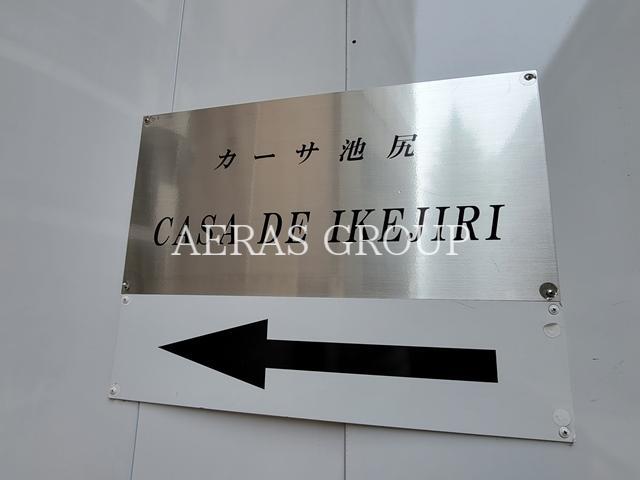 カーサ池尻
CASA DE IKEJIRI
AERAS GROUP